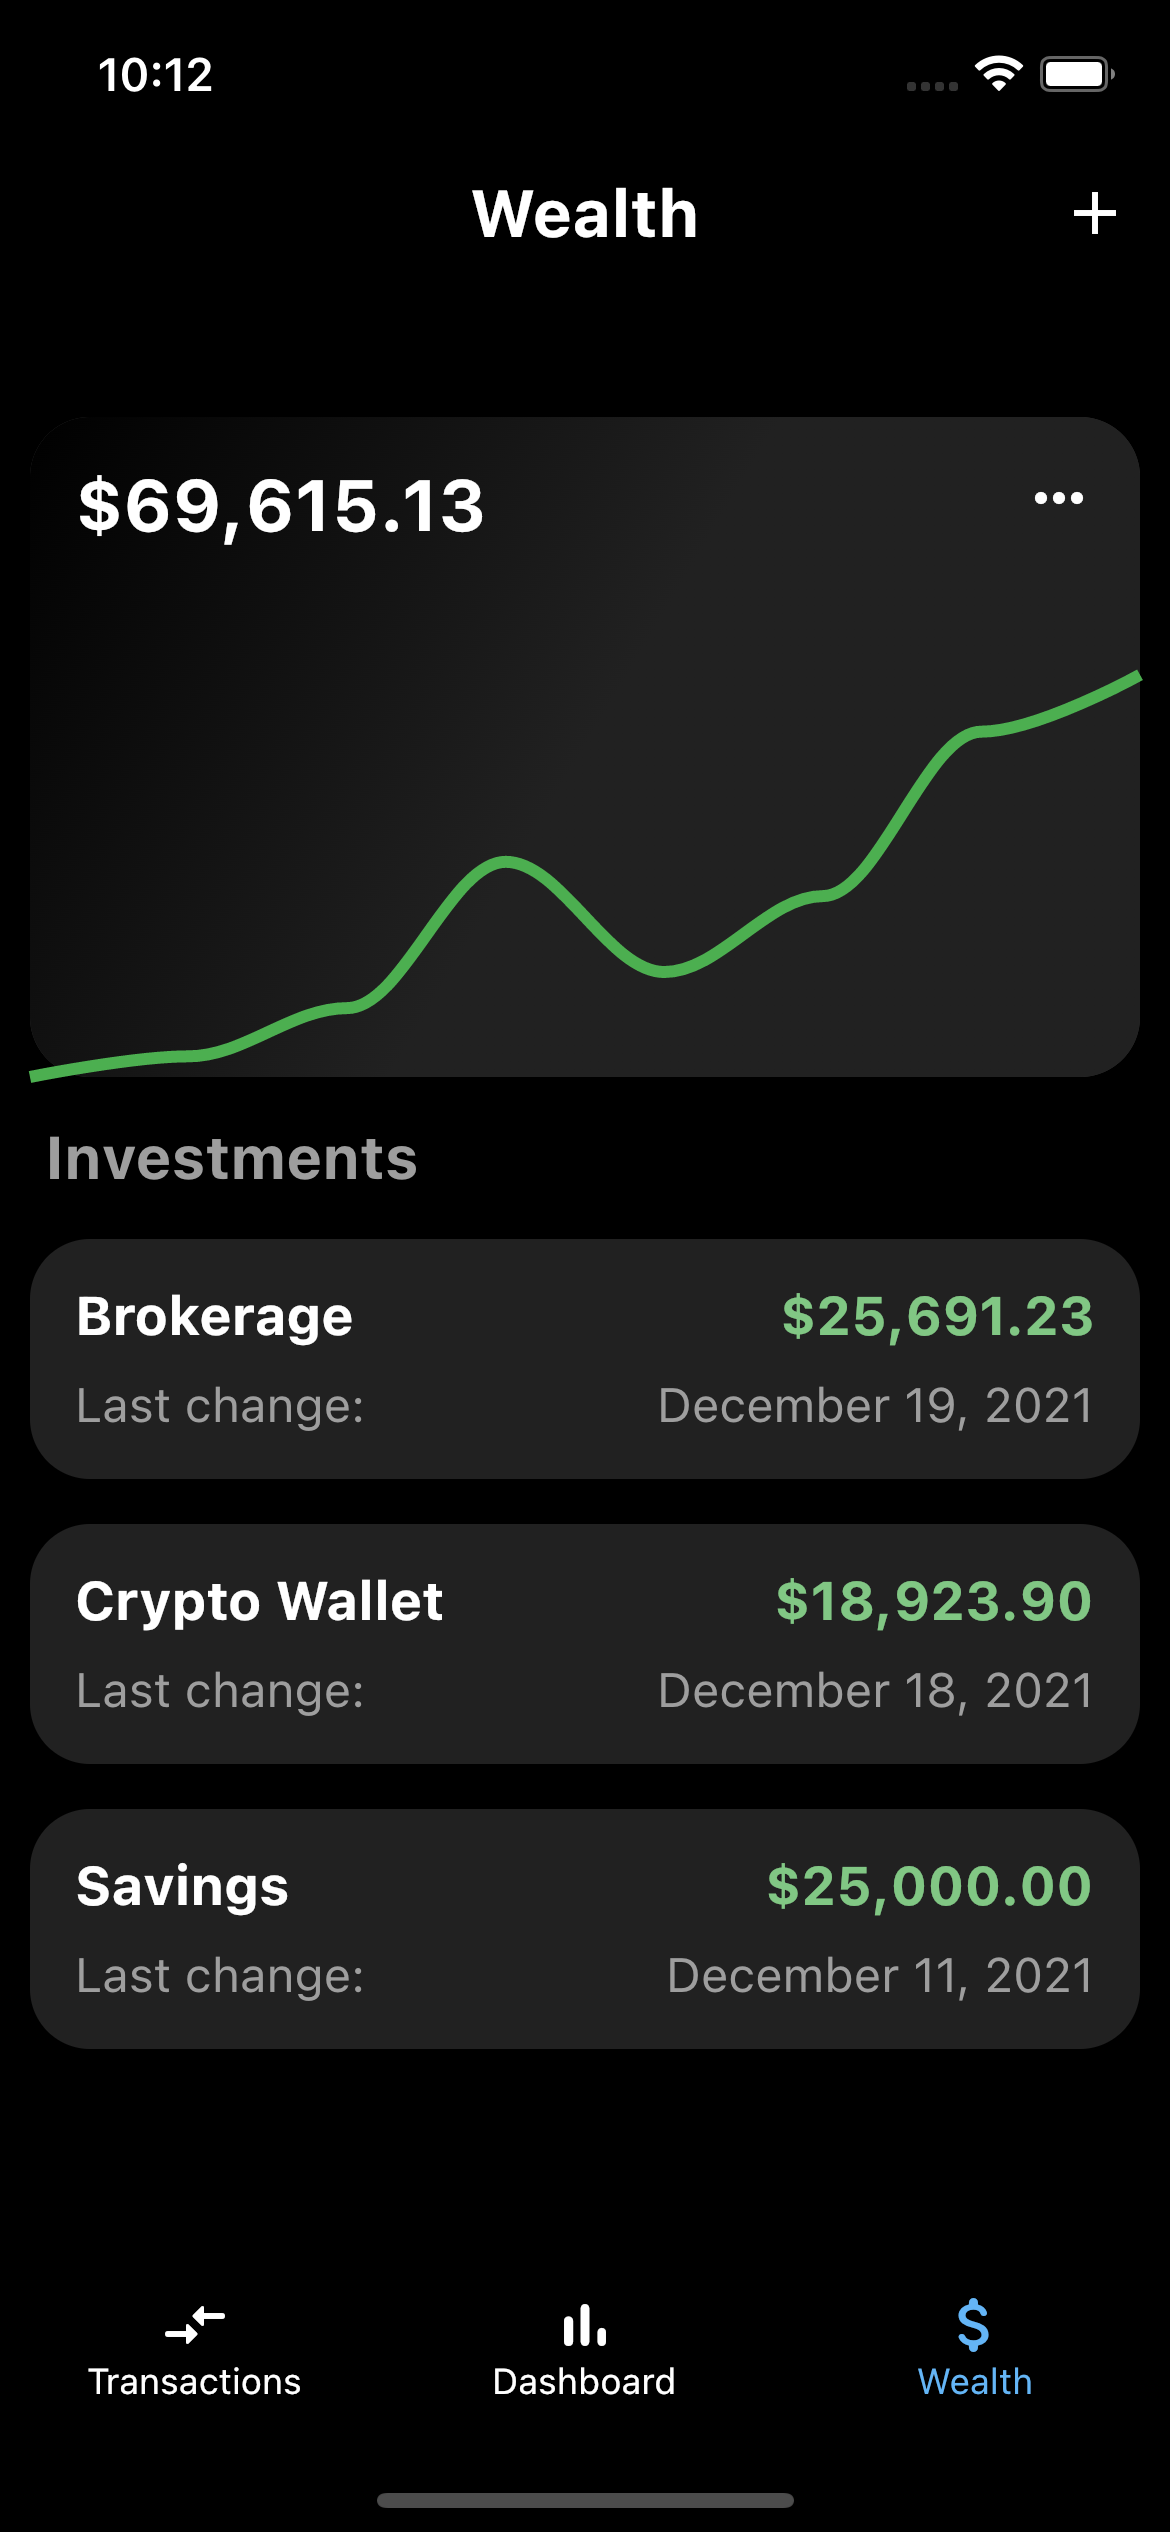 10:12
Wealth
$69,615.13
Investments
Brokerage $25,691.23
Last change: December 19, 2021
Crypto Wallet $18,923.90
Last change: December 18, 2021
Savings $25,000.00
Last change: December 11, 2021
Transactions Dashboard Wealth